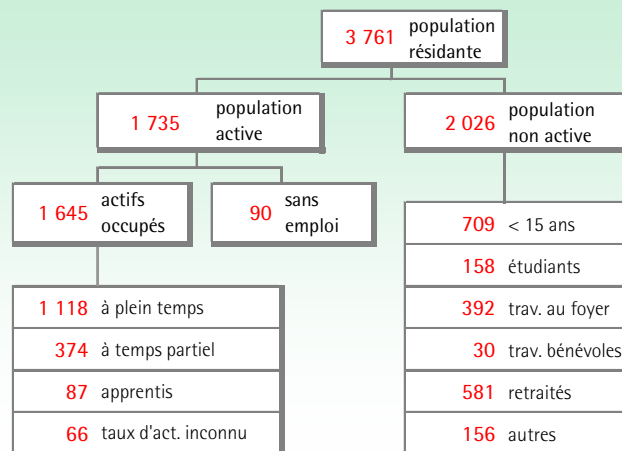 3 761 population
résidante
1 735 population
active
2 026 population
non active
1 645 actifs
occupés
90 sans
emploi
1 118 à plein temps
374 à temps partiel
87 apprentis
66 taux d'act. inconnu
709 < 15 ans
158 étudiants
392 trav. au foyer
30 trav. bénévoles
581 retraités
156 autres